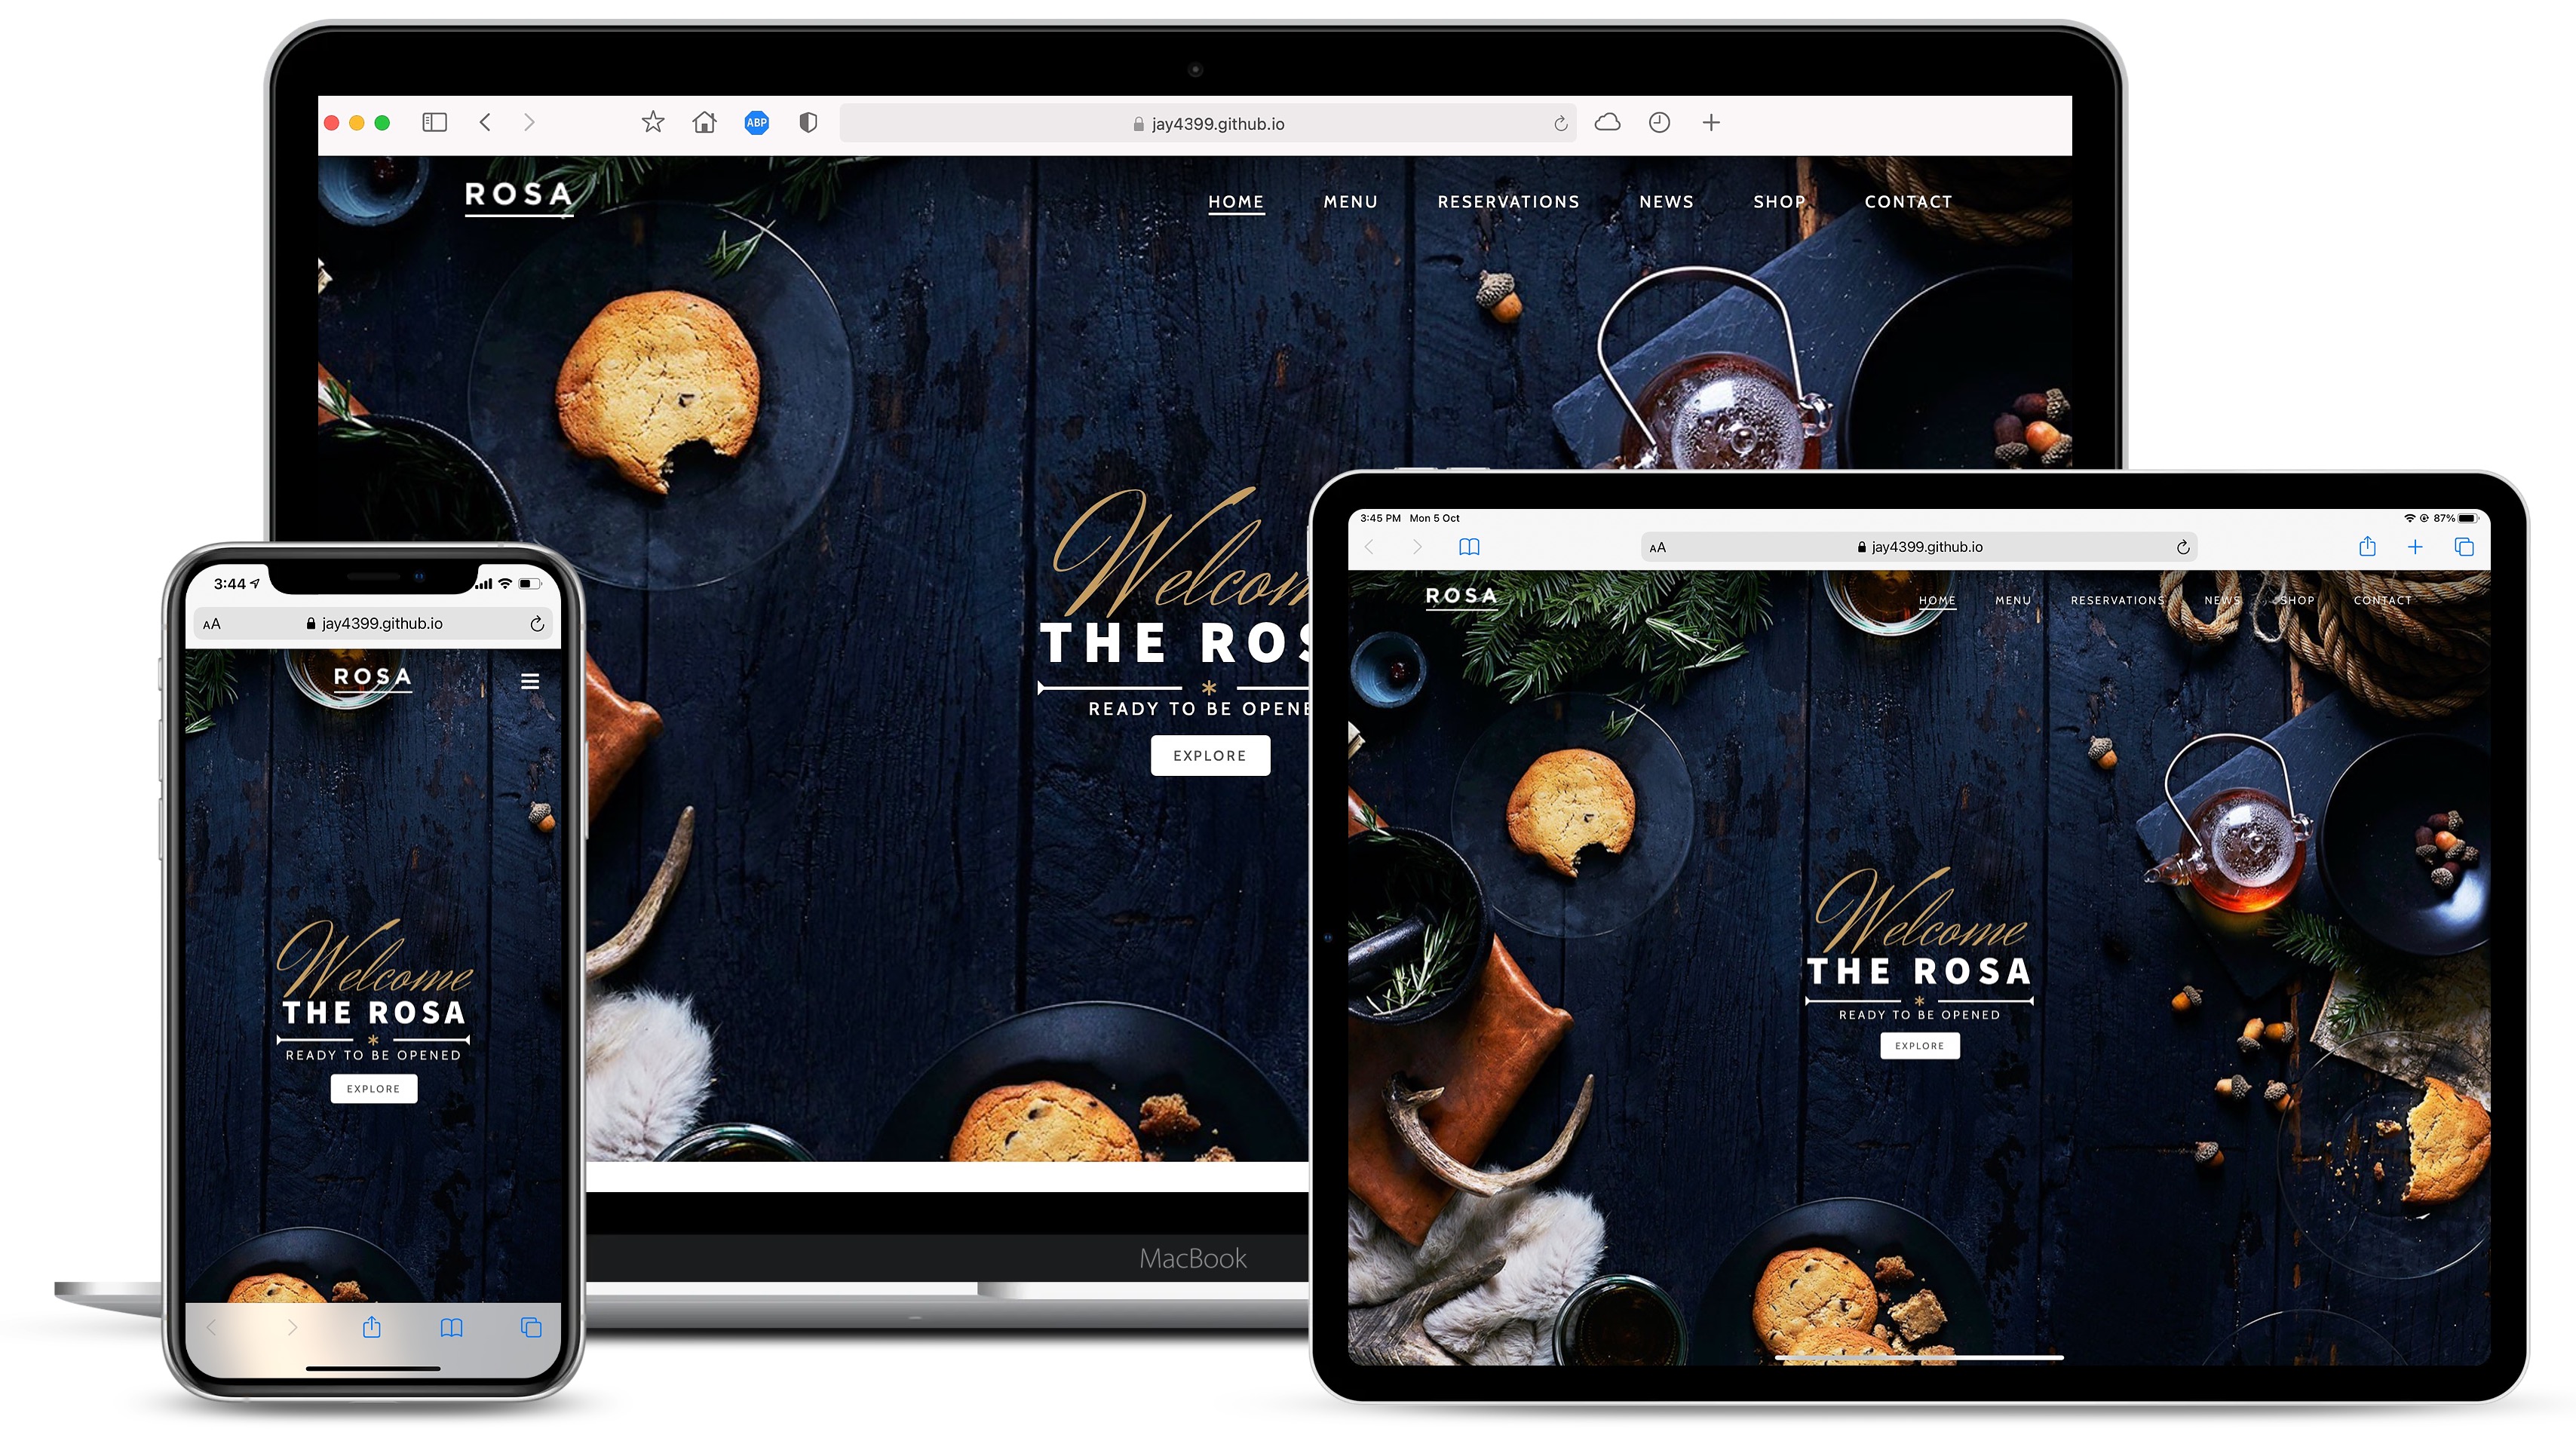 ABP
jay4399.github.io
ROSA
HOME MENU RESERVATIONS NEWS SHOP CONTACT
Welcom
THE ROS
READY TO BE OPENE
EXPLORE
MacBook
3:44
AA jay4399.github.io
ROSA
Welcome
THE ROSA
READY TO BE OPENED
EXPLORE
3:45 PM Mon 5 Oct
87%
AA jay4399.github.io
ROSA
HOME MENU RESERVATIONS NEWS SHOP CONTACT
Welcome
THE ROSA
READY TO BE OPENED
EXPLORE